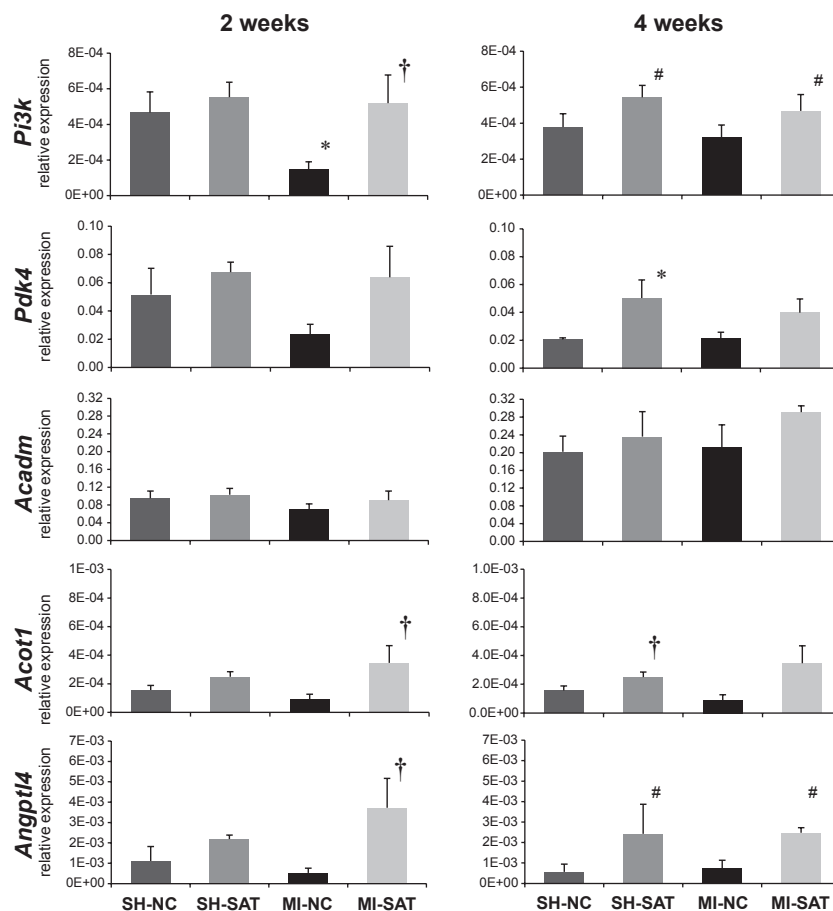 2 weeks
4 weeks
Pi3k
relative expression
8E-04
6E-04
4E-04
2E-04
0E+00
*
†
8E-04
6E-04
4E-04
2E-04
0E+00
#
#
Pdk4
relative expression
0.10
0.08
0.06
0.04
0.02
0.00
0.10
0.08
0.06
0.04
0.02
0.00
*
Acadm
relative expression
0.32
0.28
0.24
0.20
0.16
0.12
0.08
0.04
0.00
0.32
0.28
0.24
0.20
0.16
0.12
0.08
0.04
0.00
Acot1
relative expression
1E-03
8E-04
6E-04
4E-04
2E-04
0E+00
†
1.0E-03
8.0E-04
6.0E-04
4.0E-04
2.0E-04
0.0E+00
†
Angptl4
relative expression
7E-03
6E-03
5E-03
4E-03
3E-03
2E-03
1E-03
0E+00
†
7E-03
6E-03
5E-03
4E-03
3E-03
2E-03
1E-03
0E+00
#
#
SH-NC SH-SAT MI-NC MI-SAT
SH-NC SH-SAT MI-NC MI-SAT